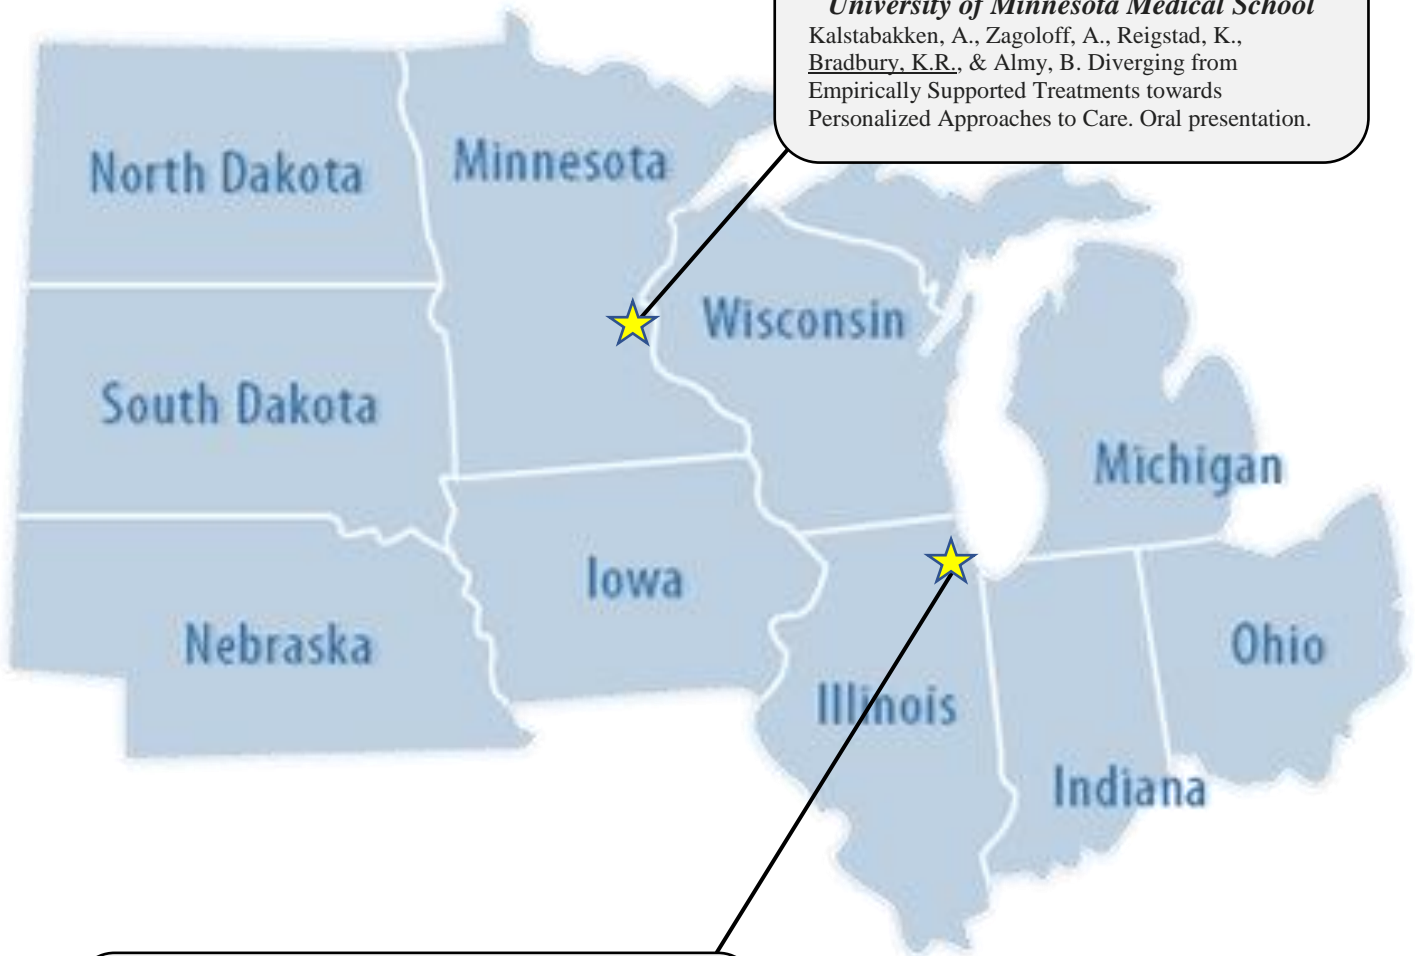 University of Minnesota Medical School
Kalstabakken, A., Zagoloff, A., Reigstad, K.,
Bradbury, K.R., & Almy, B. Diverging from
Empirically Supported Treatments towards
Personalized Approaches to Care. Oral presentation.
North Dakota
Minnesota
Wisconsin
South Dakota
Michigan
Iowa
Nebraska
Ohio
Illinois
Indiana